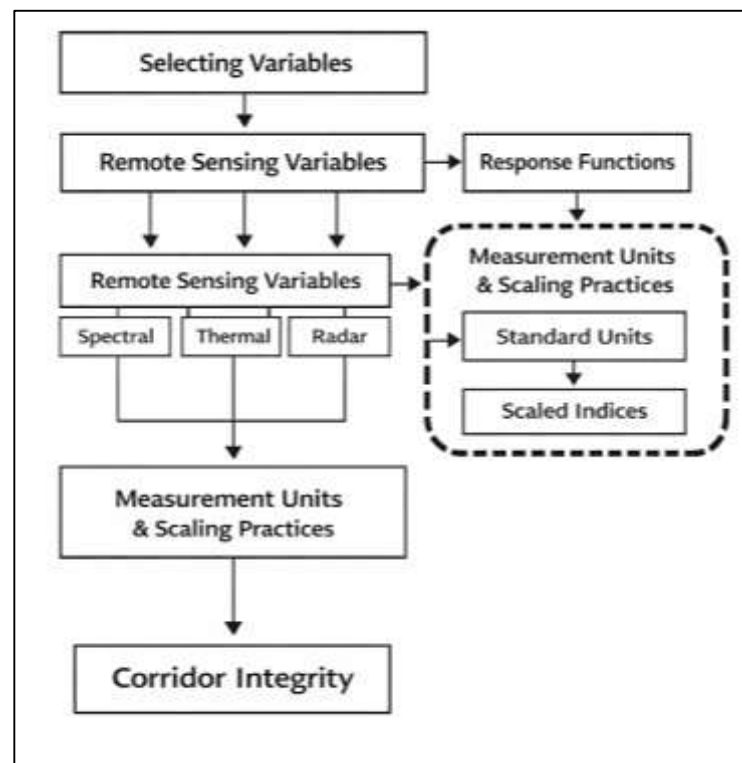 Selecting Variables
Remote Sensing Variables
Response Functions
Remote Sensing Variables
Spectral
Thermal
Radar
Measurement Units
& Scaling Practices
Standard Units
Scaled Indices
Measurement Units
& Scaling Practices
Corridor Integrity